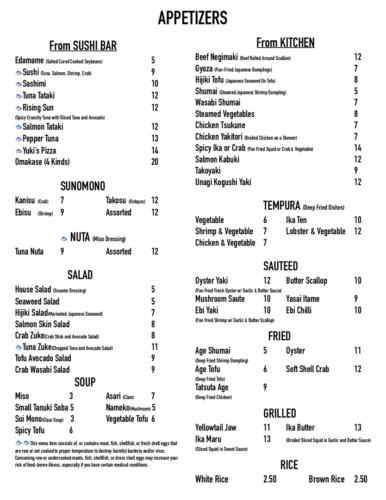 APPETIZERS
From SUSHI BAR
Edamame (Salted Cured Cooked Soybeans) 5
Sushi (Tuna, Salmon, Shrimp, Crab) 9
Sashimi 10
Tuna Tataki 12
Rising Sun 12
(Spicy Crunchy Tuna with Sliced Tuna and Avocado)
Salmon Tataki 12
Pepper Tuna 13
Yuki's Pizza 14
Omakase (4 Kinds) 20
SUNOMONO
Kanisu (Crab) 7 Takosu (Octopus) 12
Ebisu (Shrimp) 9 Assorted 12
NUTA (Miso Dressing)
Tuna Nuta 9 Assorted 12
SALAD
House Salad (Sesame Dressing) 5
Seaweed Salad 5
Hijiki Salad (Marinated Japanese Seaweed) 7
Salmon Skin Salad 8
Crab Zuke (Crab Stick and Avocado Salad) 8
Tuna Zuke (Chopped Tuna and Avocado Salad) 11
Tofu Avocado Salad 9
Crab Wasabi Salad 9
SOUP
Miso 3 Asari (Clam) 7
Small Tanuki Soba 5 Nameko (Mushroom) 5
Sui Mono (Clear Soup) 3 Vegetable Tofu 6
Spicy Tofu 6
This menu item consists of, or contains meat, fish, shellfish, or fresh shell eggs that
are raw or not cooked to proper temperature to destroy harmful bacteria and/or virus.
Consuming raw or undercooked meats, fish, shellfish, or fresh shell eggs may increase your
risk of food-borne illness, especially if you have certain medical conditions.
From KITCHEN
Beef Negimaki (Beef Rolled Around Scallion) 12
Gyoza (Pan-Fried Japanese Dumplings) 7
Hijiki Tofu (Japanese Seaweed On Tofu) 8
Shumai (Steamed Japanese Shrimp Dumpling) 5
Wasabi Shumai 7
Steamed Vegetables 8
Chicken Tsukune 7
Chicken Yakitori (Broiled Chicken on a Skewer) 7
Spicy Ika or Crab (Pan Fried Squid or Crab & Vegetable) 14
Salmon Kabuki 12
Takoyaki 9
Unagi Kogushi Yaki 12
TEMPURA (Deep Fried Dishes)
Vegetable 6 Ika Ten 10
Shrimp & Vegetable 7 Lobster & Vegetable 12
Chicken & Vegetable 7
SAUTEED
Oyster Yaki 12 Butter Scallop 10
(Pan Fried Fresh Oyster w/ Garlic & Butter Sauce)
Mushroom Saute 10 Yasai Itame 9
Ebi Yaki 10 Ebi Chilli 10
(Pan Fried Shrimp w/ Garlic & Butter Scallop)
FRIED
Age Shumai 5 Oyster 11
(Deep Fried Shrimp Dumpling)
Age Tofu 6 Soft Shell Crab 12
(Deep Fried Tofu)
Tatsuta Age 9
(Deep Fried Chicken)
GRILLED
Yellowtail Jaw 11 Ika Butter 13
Ika Maru 13 (Broiled Sliced Squid in Garlic and Butter Sauce)
(Sliced Squid in Sweet Sauce)
RICE
White Rice 2.50 Brown Rice 2.50